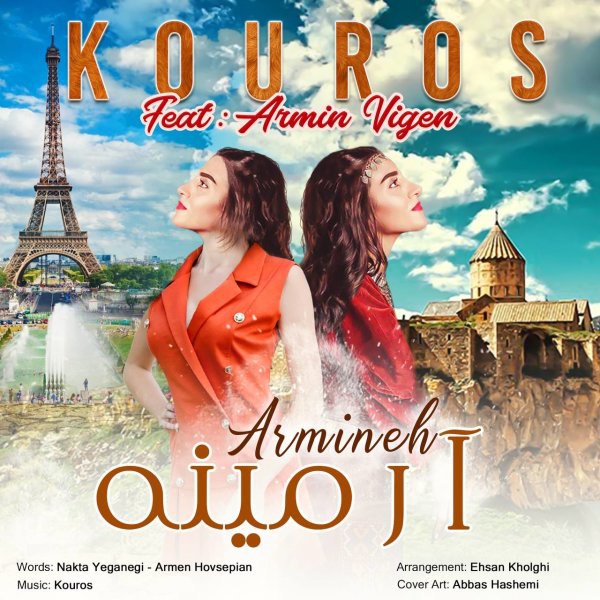 KOUROS
Feat : Armin Vigen
Armineh
آرمینه
Words: Nakta Yeganegi - Armen Hovsepian
Music: Kouros
Arrangement: Ehsan Kholghi
Cover Art: Abbas Hashemi